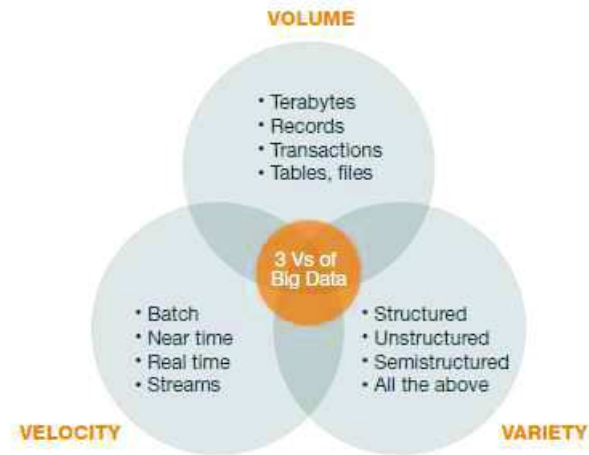 VOLUME
• Terabytes
• Records
• Transactions
• Tables, files
3 Vs of
Big Data
• Batch
• Near time
• Real time
• Streams
• Structured
• Unstructured
• Semistructured
• All the above
VELOCITY
VARIETY